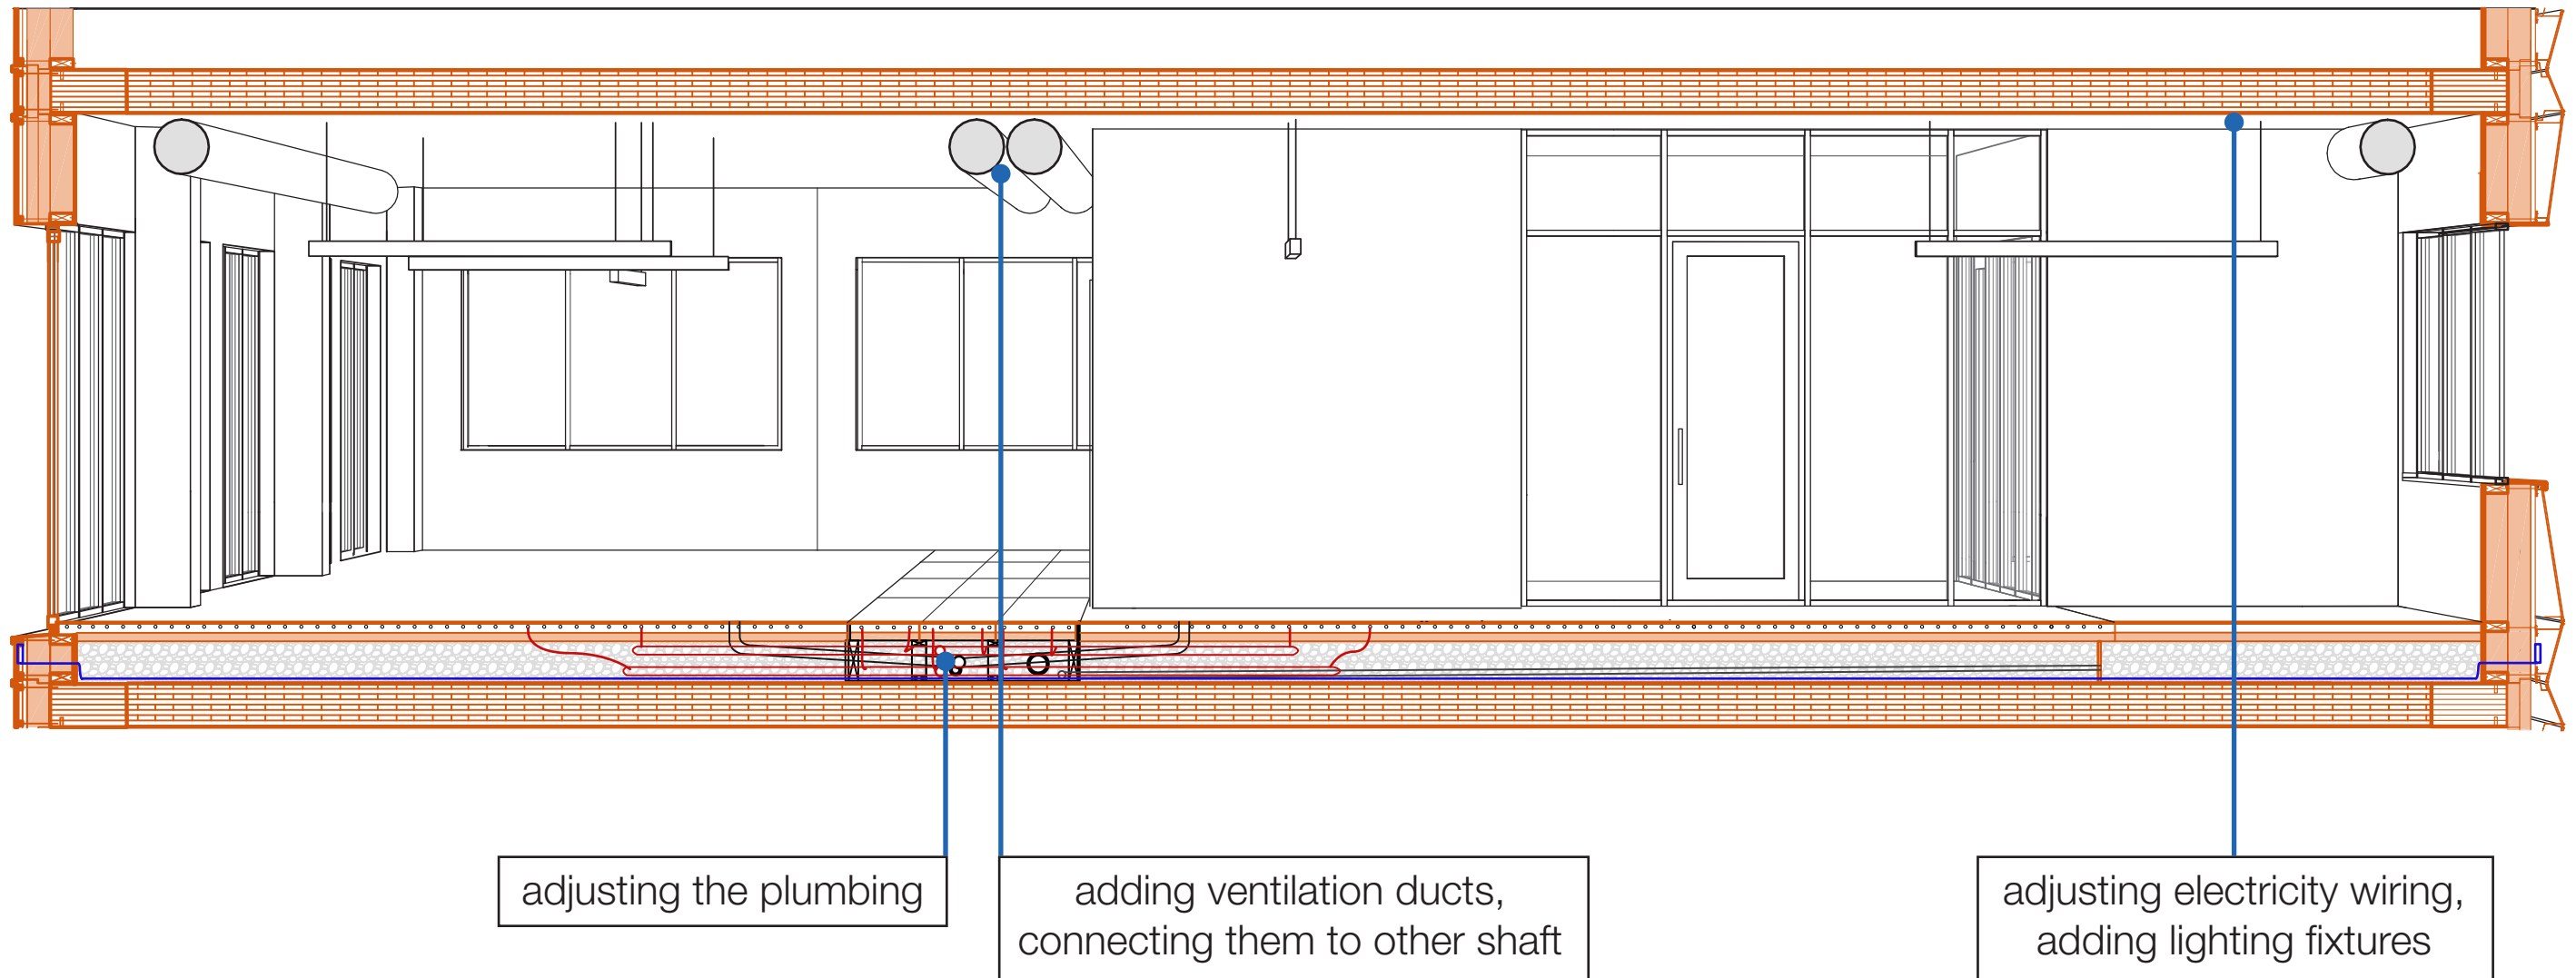 adjusting the plumbing
adding ventilation ducts,
connecting them to other shaft
adjusting electricity wiring,
adding lighting fixtures